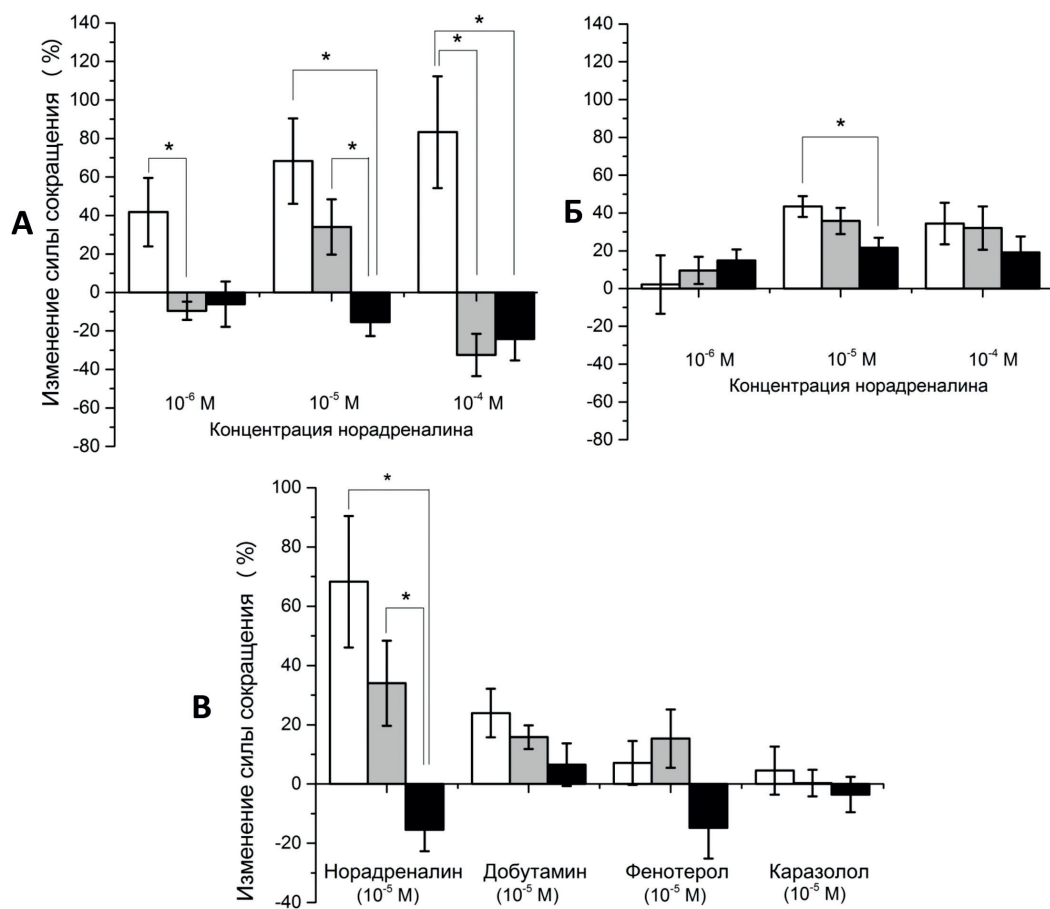 А
Изменение силы сокращения ( %)
140
120
100
80
60
40
20
0
-20
-40
-60
-80
*
*
*
*
*
10⁻⁶ М
10⁻⁵ М
10⁻⁴ М
Концентрация норадреналина
Б
140
120
100
80
60
40
20
0
-20
-40
-60
-80
*
10⁻⁶ М
10⁻⁵ М
10⁻⁴ М
Концентрация норадреналина
В
Изменение силы сокращения ( %)
100
80
60
40
20
0
-20
-40
*
*
Норадреналин
(10⁻⁵ М)
Добутамин
(10⁻⁵ М)
Фенотерол
(10⁻⁵ М)
Каразолол
(10⁻⁵ М)